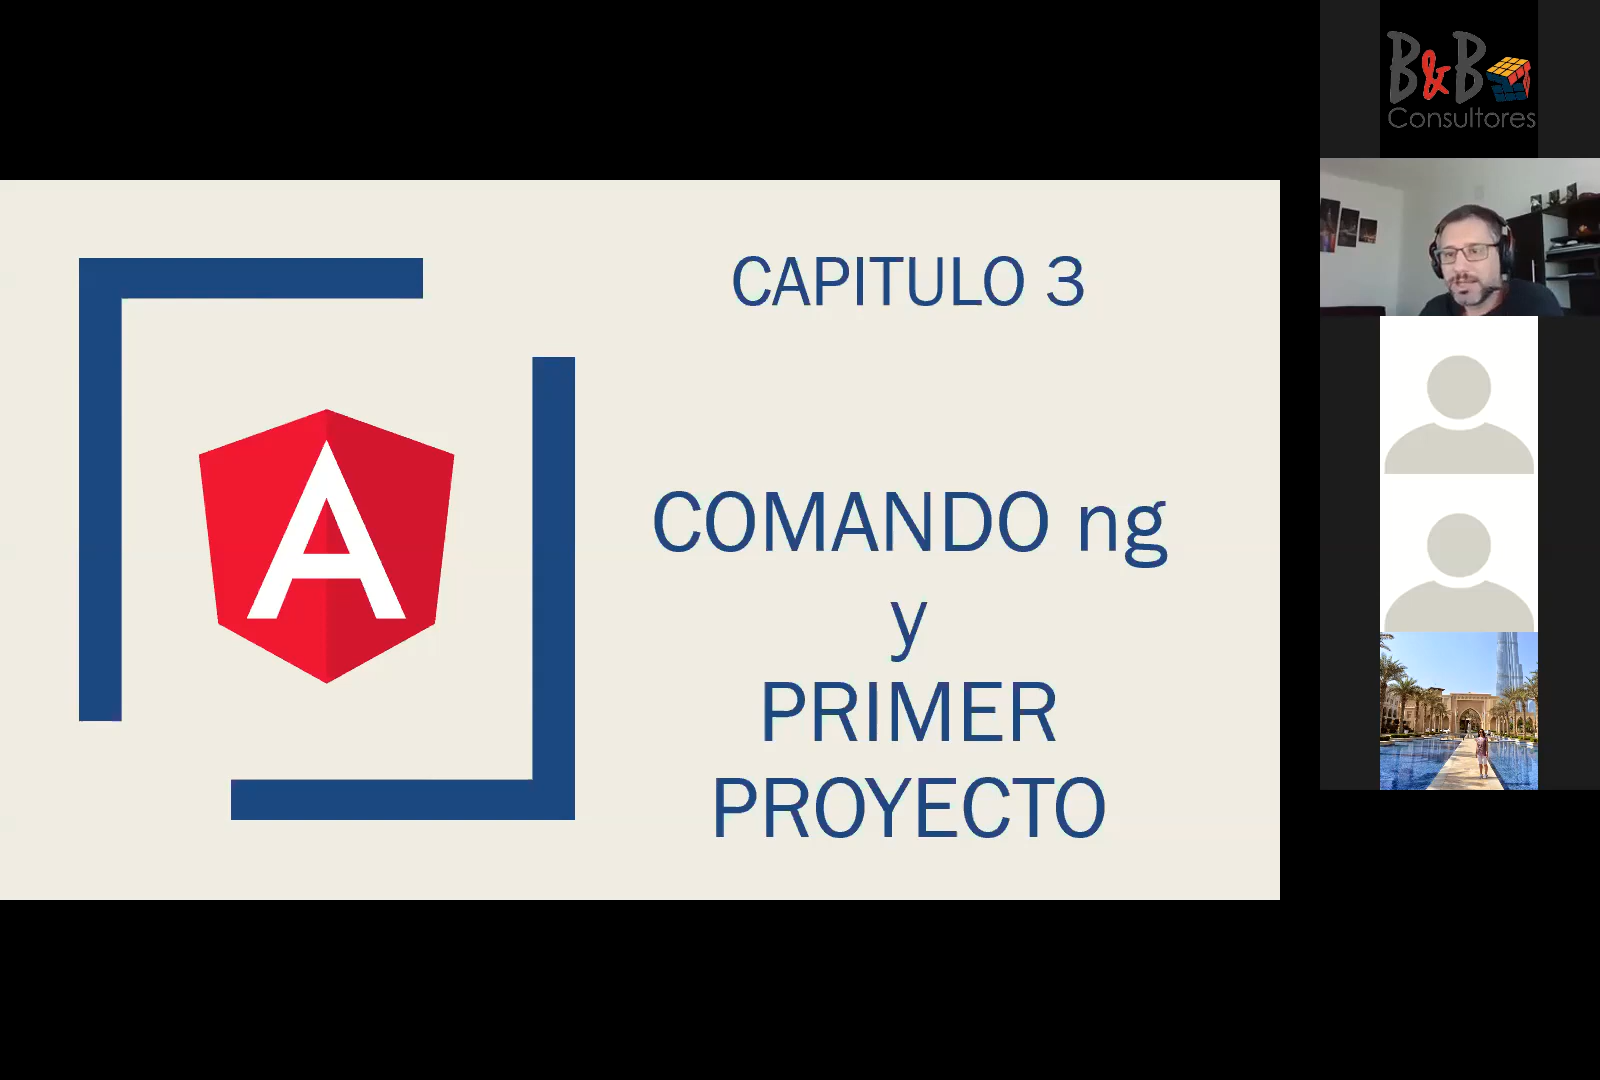 CAPITULO 3
COMANDO ng
y
PRIMER
PROYECTO
B&B
Consultores